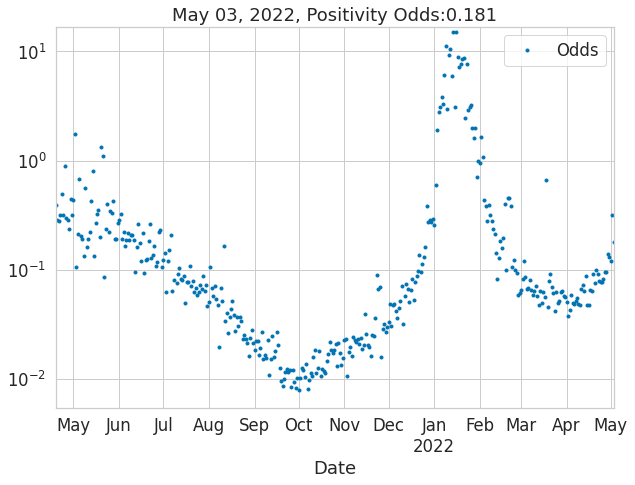 May 03, 2022, Positivity Odds:0.181
Odds
10¹
10⁰
10⁻¹
10⁻²
May Jun Jul Aug Sep Oct Nov Dec Jan Feb Mar Apr May
2022
Date